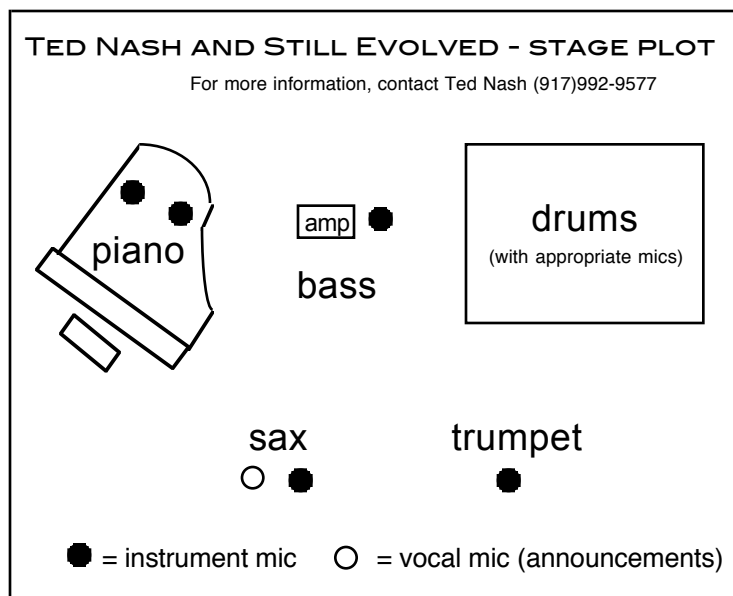 TED NASH AND STILL EVOLVED - STAGE PLOT
For more information, contact Ted Nash (917)992-9577
piano
amp
bass
drums
(with appropriate mics)
sax
trumpet
= instrument mic
= vocal mic (announcements)